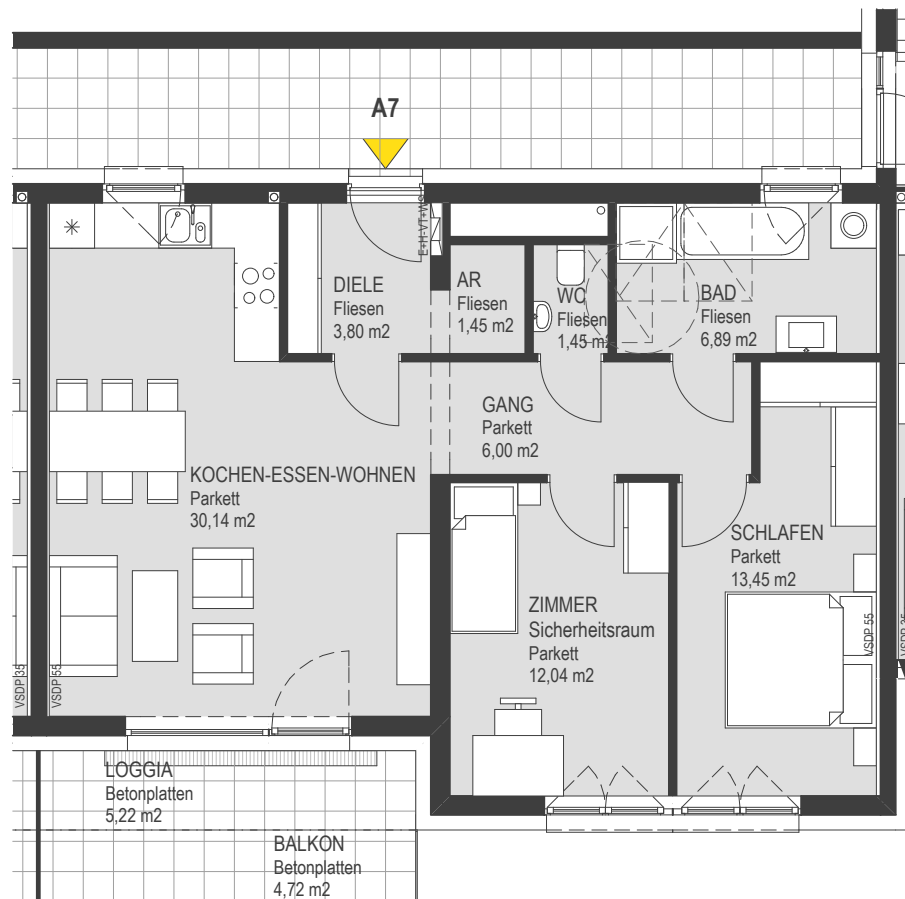 A7
E+H-VT+W
DIELE
Fliesen
3,80 m2
AR
Fliesen
1,45 m2
WC
Fliesen
1,45 m2
BAD
Fliesen
6,89 m2
GANG
Parkett
6,00 m2
KOCHEN-ESSEN-WOHNEN
Parkett
30,14 m2
SCHLAFEN
Parkett
13,45 m2
ZIMMER
Sicherheitsraum
Parkett
12,04 m2
VSDP 35
VSDP 55
VSDP 55
VSDP 35
LOGGIA
Betonplatten
5,22 m2
BALKON
Betonplatten
4,72 m2